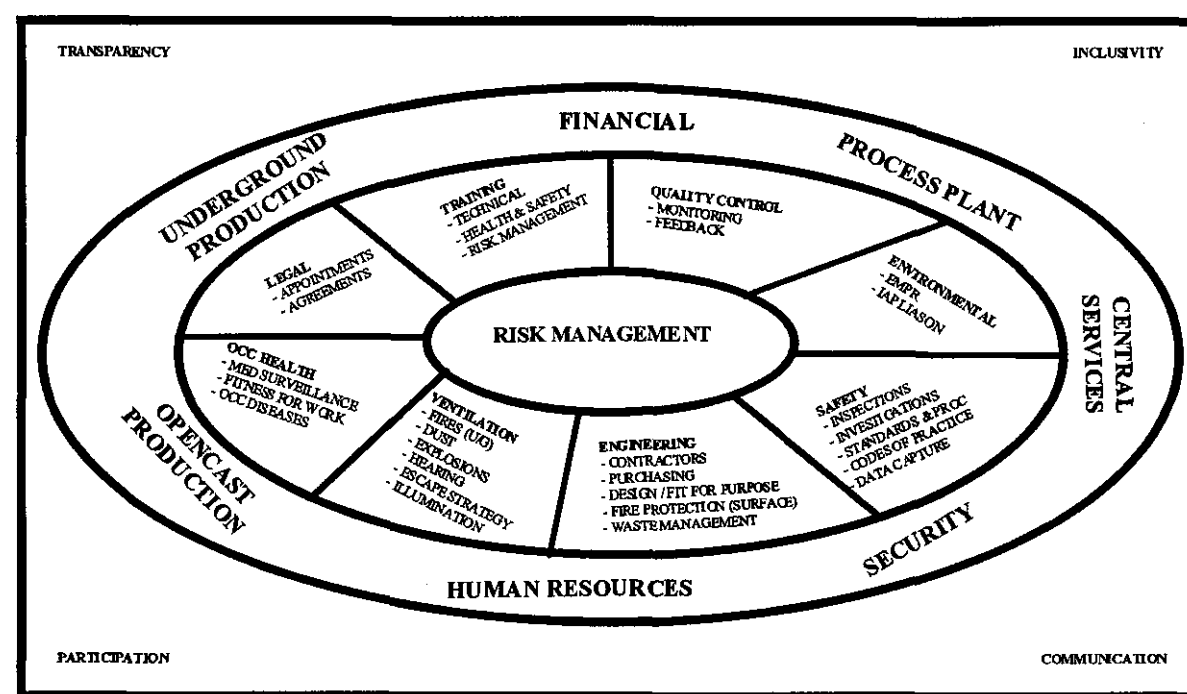 TRANSPARENCY
INCLUSIVITY
FINANCIAL
PROCESS PLANT
CENTRAL
SERVICES
SECURITY
HUMAN RESOURCES
OPENCAST
PRODUCTION
UNDERGROUND
PRODUCTION
TRAINING
- TECHNICAL
- HEALTH & SAFETY
- RISK MANAGEMENT
QUALITY CONTROL
- MONITORING
- FEEDBACK
ENVIRONMENTAL
- EMPR
- IAP LIASON
SAFETY
- INSPECTIONS
- INVESTIGATIONS
- STANDARDS & PROC
- CODES OF PRACTICE
- DATA CAPTURE
ENGINEERING
- CONTRACTORS
- PURCHASING
- DESIGN / FIT FOR PURPOSE
- FIRE PROTECTION (SURFACE)
- WASTE MANAGEMENT
VENTILATION
- FIRES (UG)
- DUST
- EXPLOSIONS
- HEARING
- ESCAPE STRATEGY
- ILLUMINATION
OCC HEALTH
- MED SURVEILLANCE
- FITNESS FOR WORK
- OCC DISEASES
LEGAL
- APPOINTMENTS
- AGREEMENTS
RISK MANAGEMENT
PARTICIPATION
COMMUNICATION